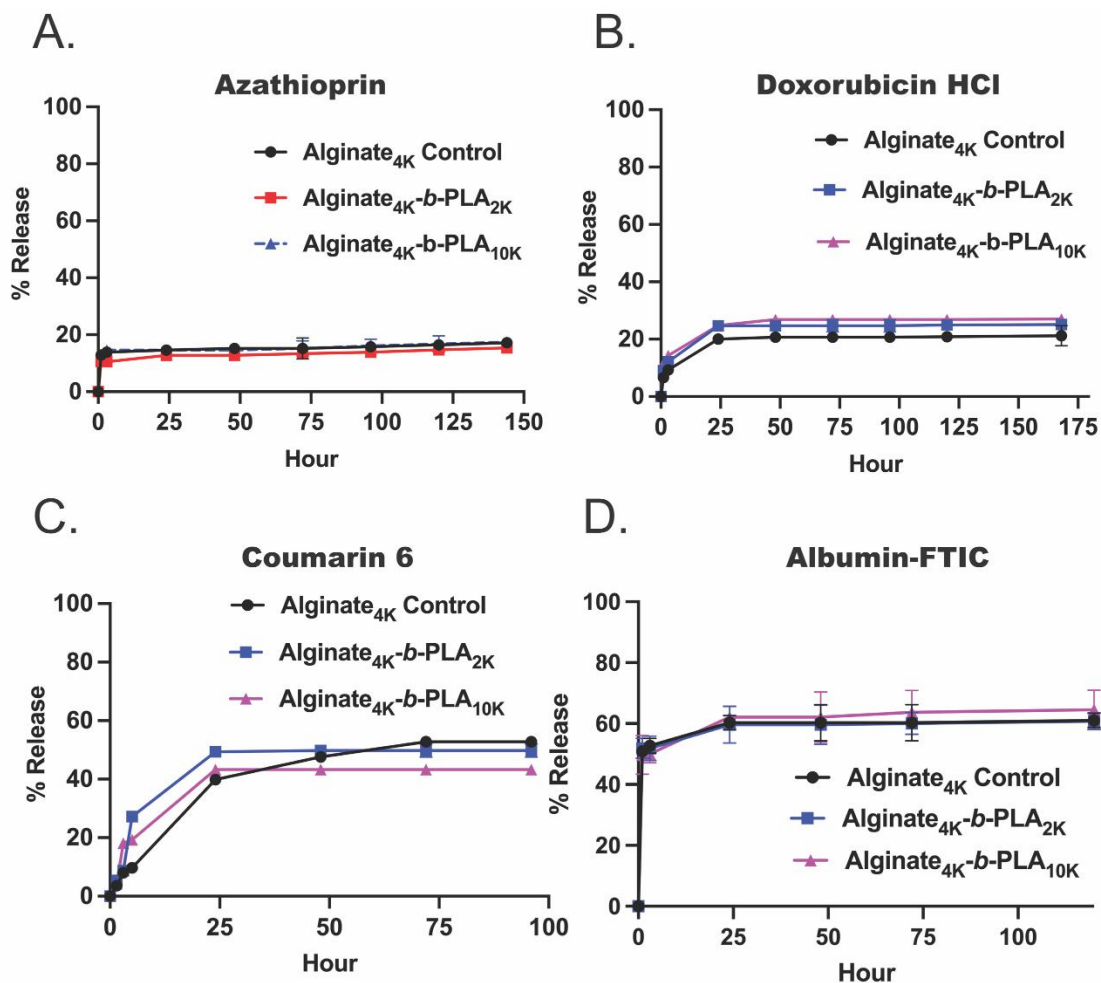 A.
Azathioprin
100
80
60
40
20
0
% Release
Alginate4K Control
Alginate4K-b-PLA2K
Alginate4K-b-PLA10K
0 25 50 75 100 125 150
Hour
B.
Doxorubicin HCl
100
80
60
40
20
0
% Release
Alginate4K Control
Alginate4K-b-PLA2K
Alginate4K-b-PLA10K
0 25 50 75 100 125 150 175
Hour
C.
Coumarin 6
100
80
60
40
20
0
% Release
Alginate4K Control
Alginate4K-b-PLA2K
Alginate4K-b-PLA10K
0 25 50 75 100
Hour
D.
Albumin-FTIC
100
80
60
40
20
0
% Release
Alginate4K Control
Alginate4K-b-PLA2K
Alginate4K-b-PLA10K
0 25 50 75 100
Hour